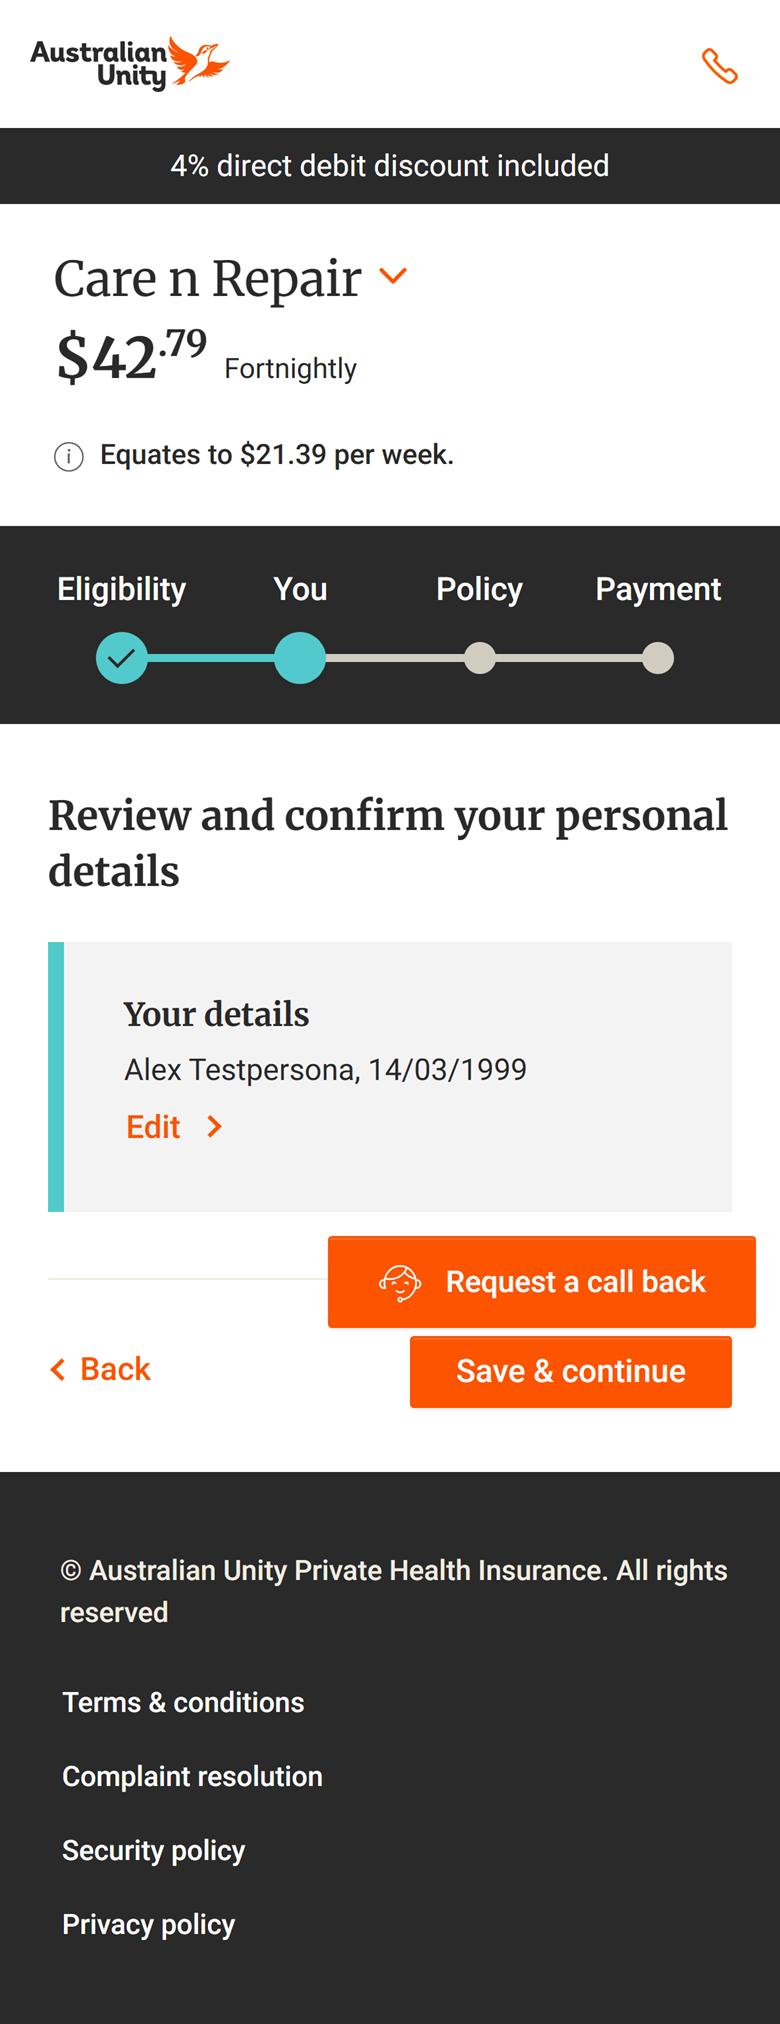 Australian
Unity
4% direct debit discount included
Care n Repair
$42.79 Fortnightly
Equates to $21.39 per week.
Eligibility You Policy Payment
Review and confirm your personal
details
Your details
Alex Testpersona, 14/03/1999
Edit
Request a call back
Back
Save & continue
© Australian Unity Private Health Insurance. All rights
reserved
Terms & conditions
Complaint resolution
Security policy
Privacy policy